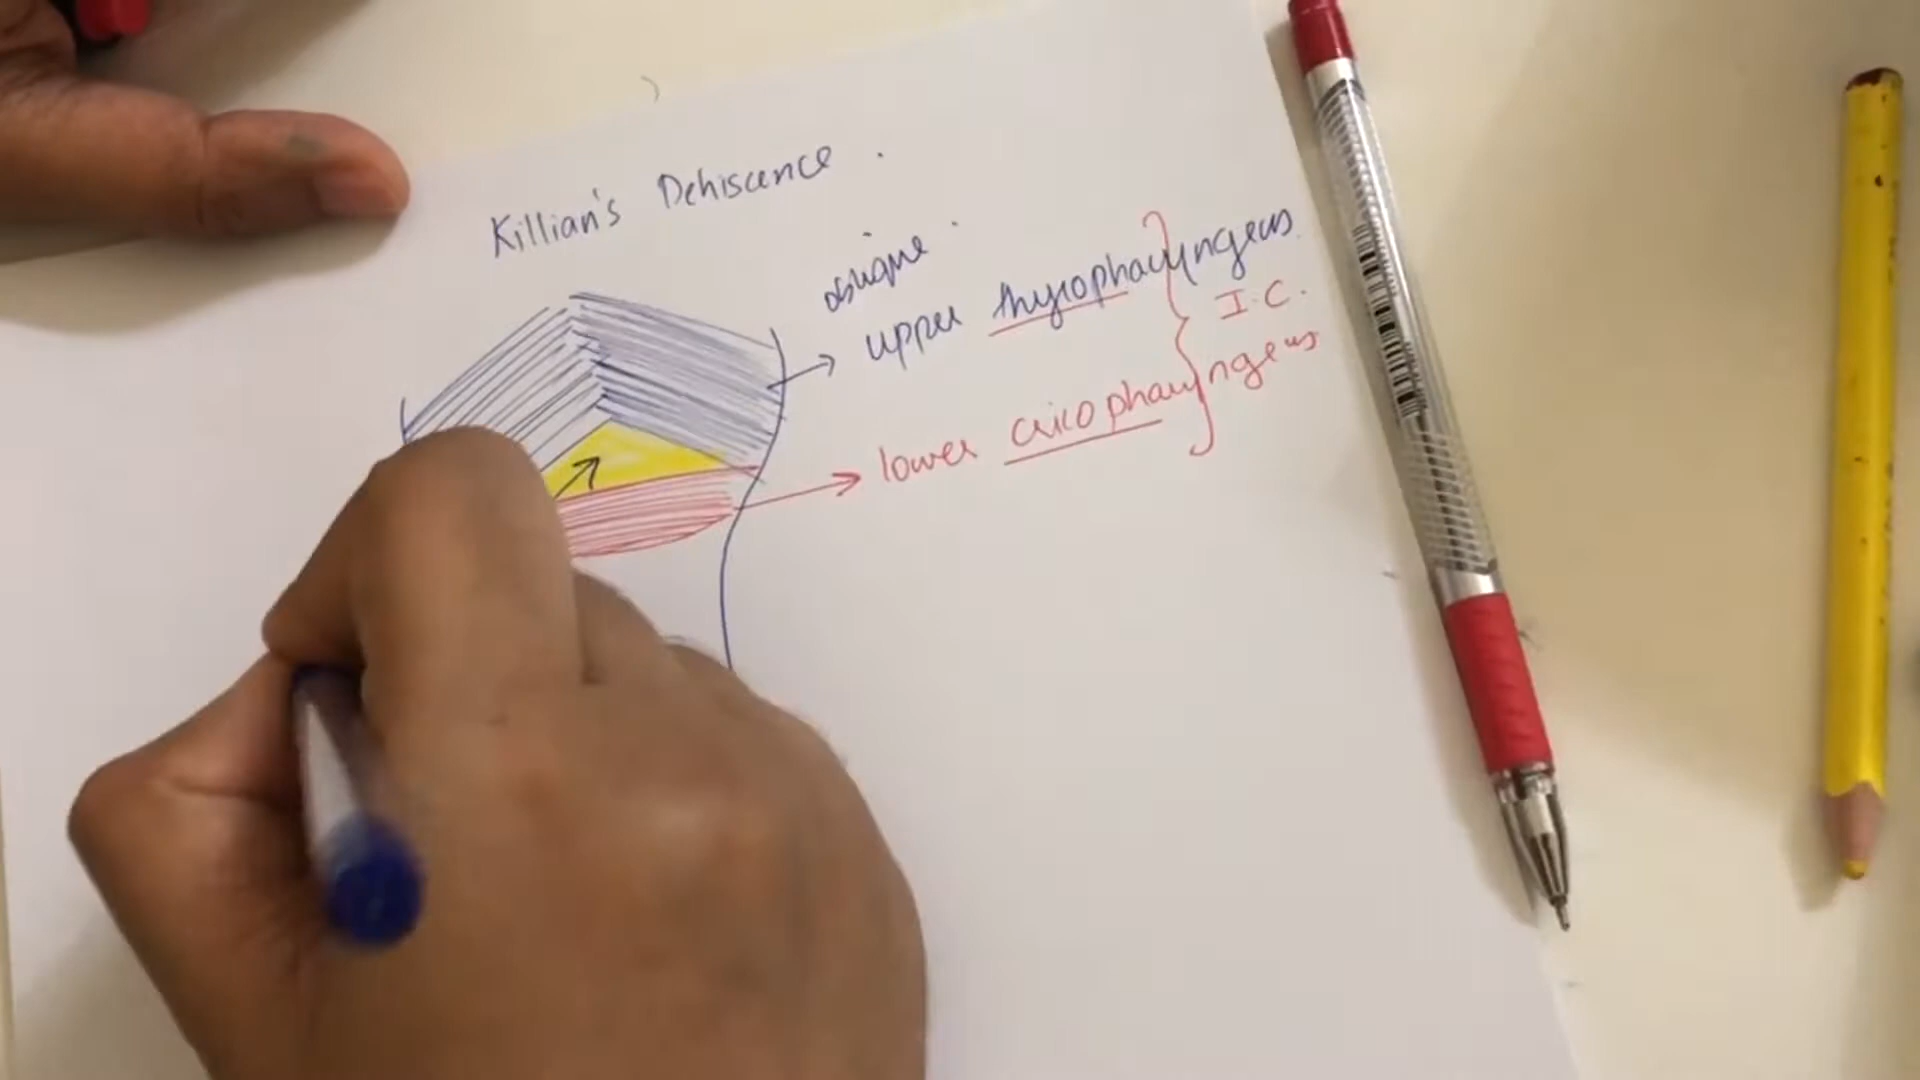 Killian's Dehiscence .
oblique .
upper thyropharyngeus
I.C.
lower cricopharyngeus